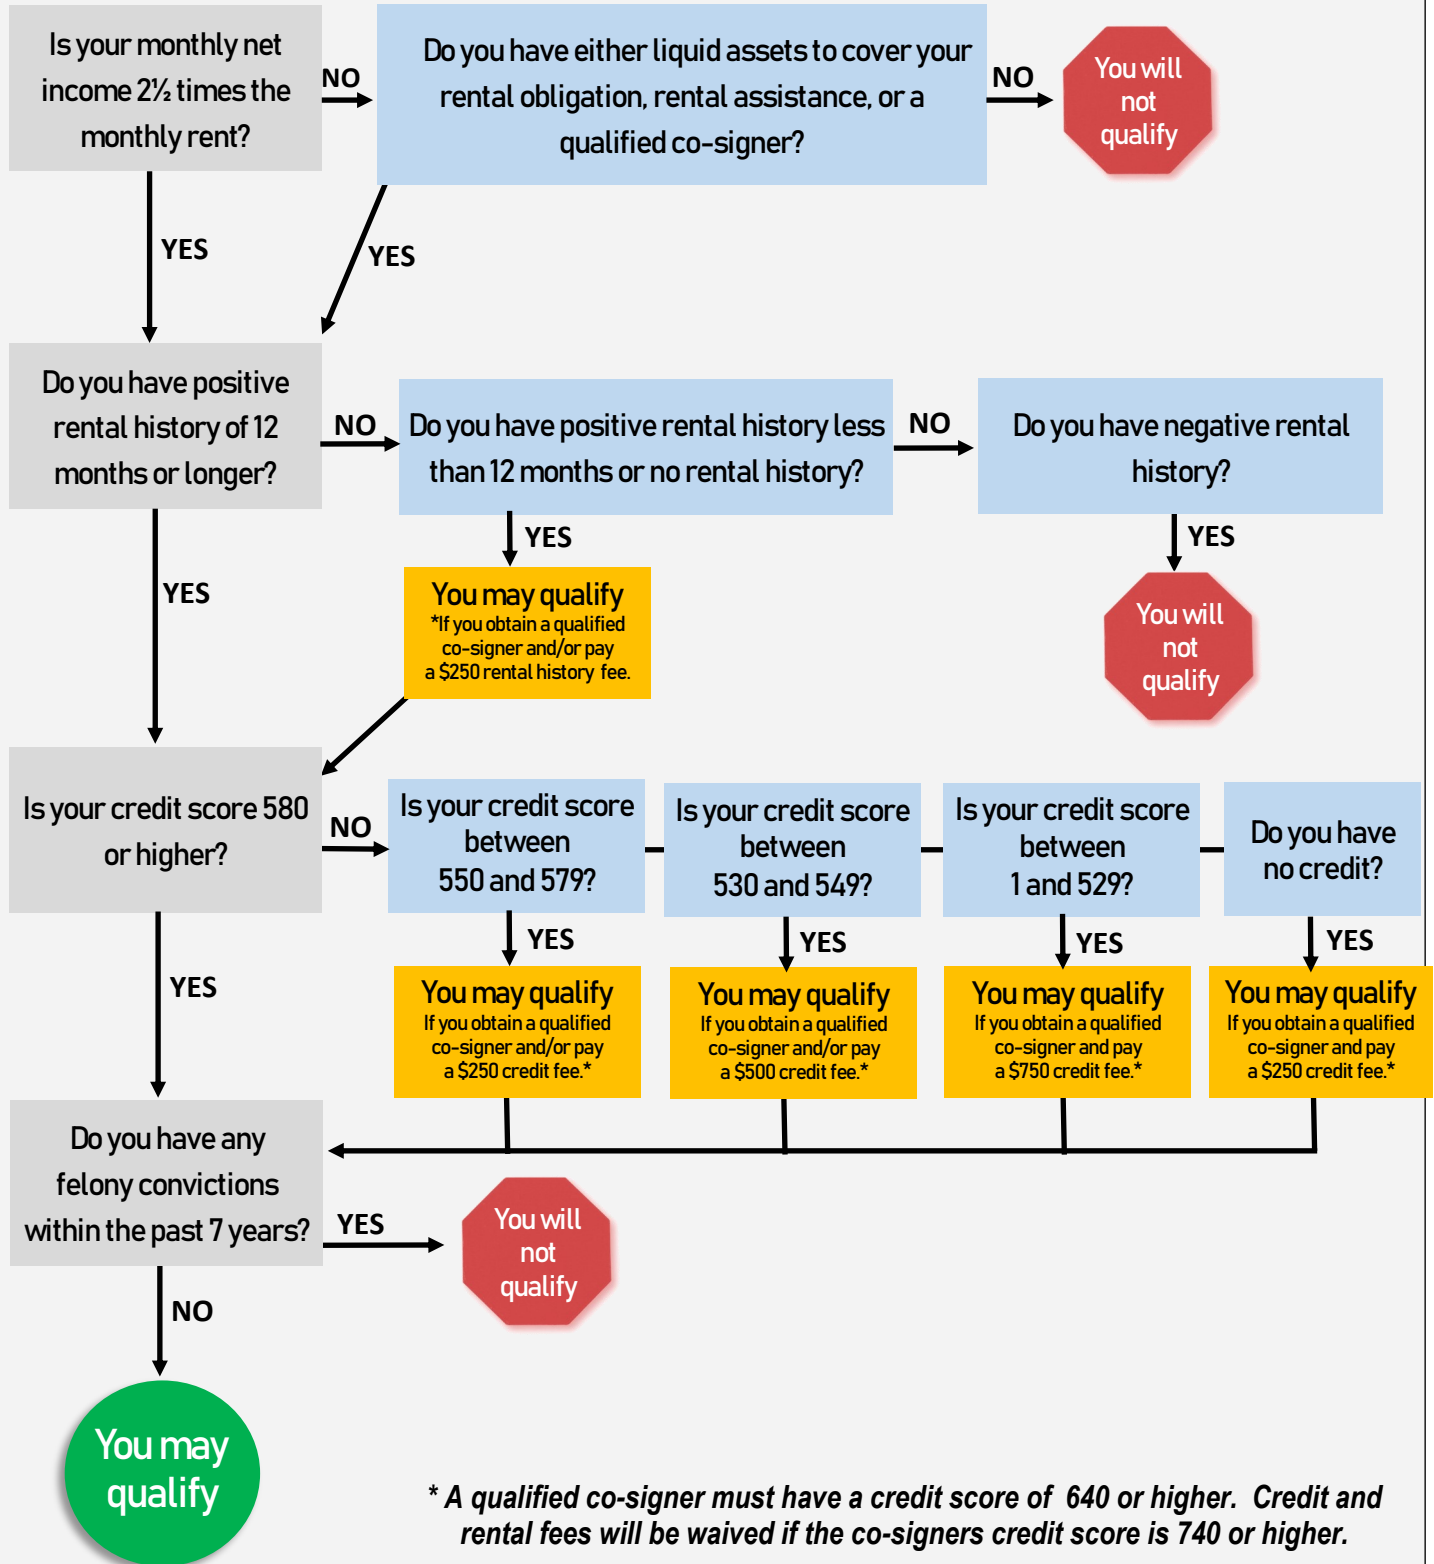 Is your monthly net
income 2½ times the
monthly rent?
NO
Do you have either liquid assets to cover your
rental obligation, rental assistance, or a
qualified co-signer?
NO
You will
not
qualify
YES
YES
Do you have positive
rental history of 12
months or longer?
NO
Do you have positive rental history less
than 12 months or no rental history?
NO
Do you have negative rental
history?
YES
YES
YES
You may qualify
*If you obtain a qualified
co-signer and/or pay
a $250 rental history fee.
You will
not
qualify
Is your credit score 580
or higher?
NO
Is your credit score
between
550 and 579?
Is your credit score
between
530 and 549?
Is your credit score
between
1 and 529?
Do you have
no credit?
YES
YES
YES
YES
YES
You may qualify
If you obtain a qualified
co-signer and/or pay
a $250 credit fee.*
You may qualify
If you obtain a qualified
co-signer and/or pay
a $500 credit fee.*
You may qualify
If you obtain a qualified
co-signer and pay
a $750 credit fee.*
You may qualify
If you obtain a qualified
co-signer and pay
a $250 credit fee.*
Do you have any
felony convictions
within the past 7 years?
YES
You will
not
qualify
NO
You may
qualify
* A qualified co-signer must have a credit score of 640 or higher. Credit and
rental fees will be waived if the co-signers credit score is 740 or higher.